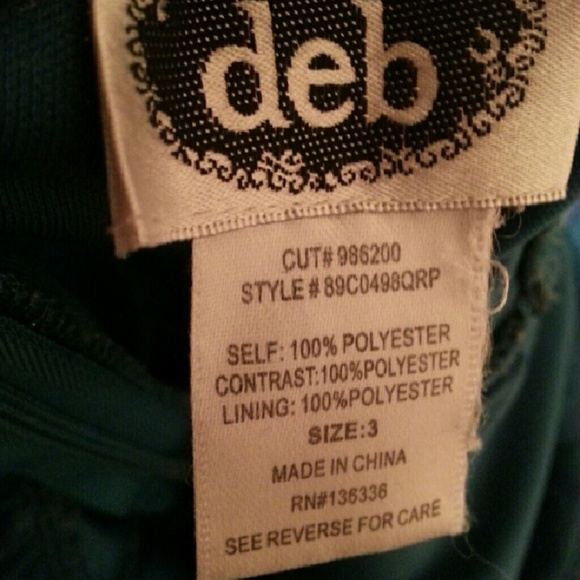 deb
CUT# 986200
STYLE # 89C0498QRP
SELF: 100% POLYESTER
CONTRAST:100%POLYESTER
LINING: 100%POLYESTER
SIZE:3
MADE IN CHINA
RN#136336
SEE REVERSE FOR CARE